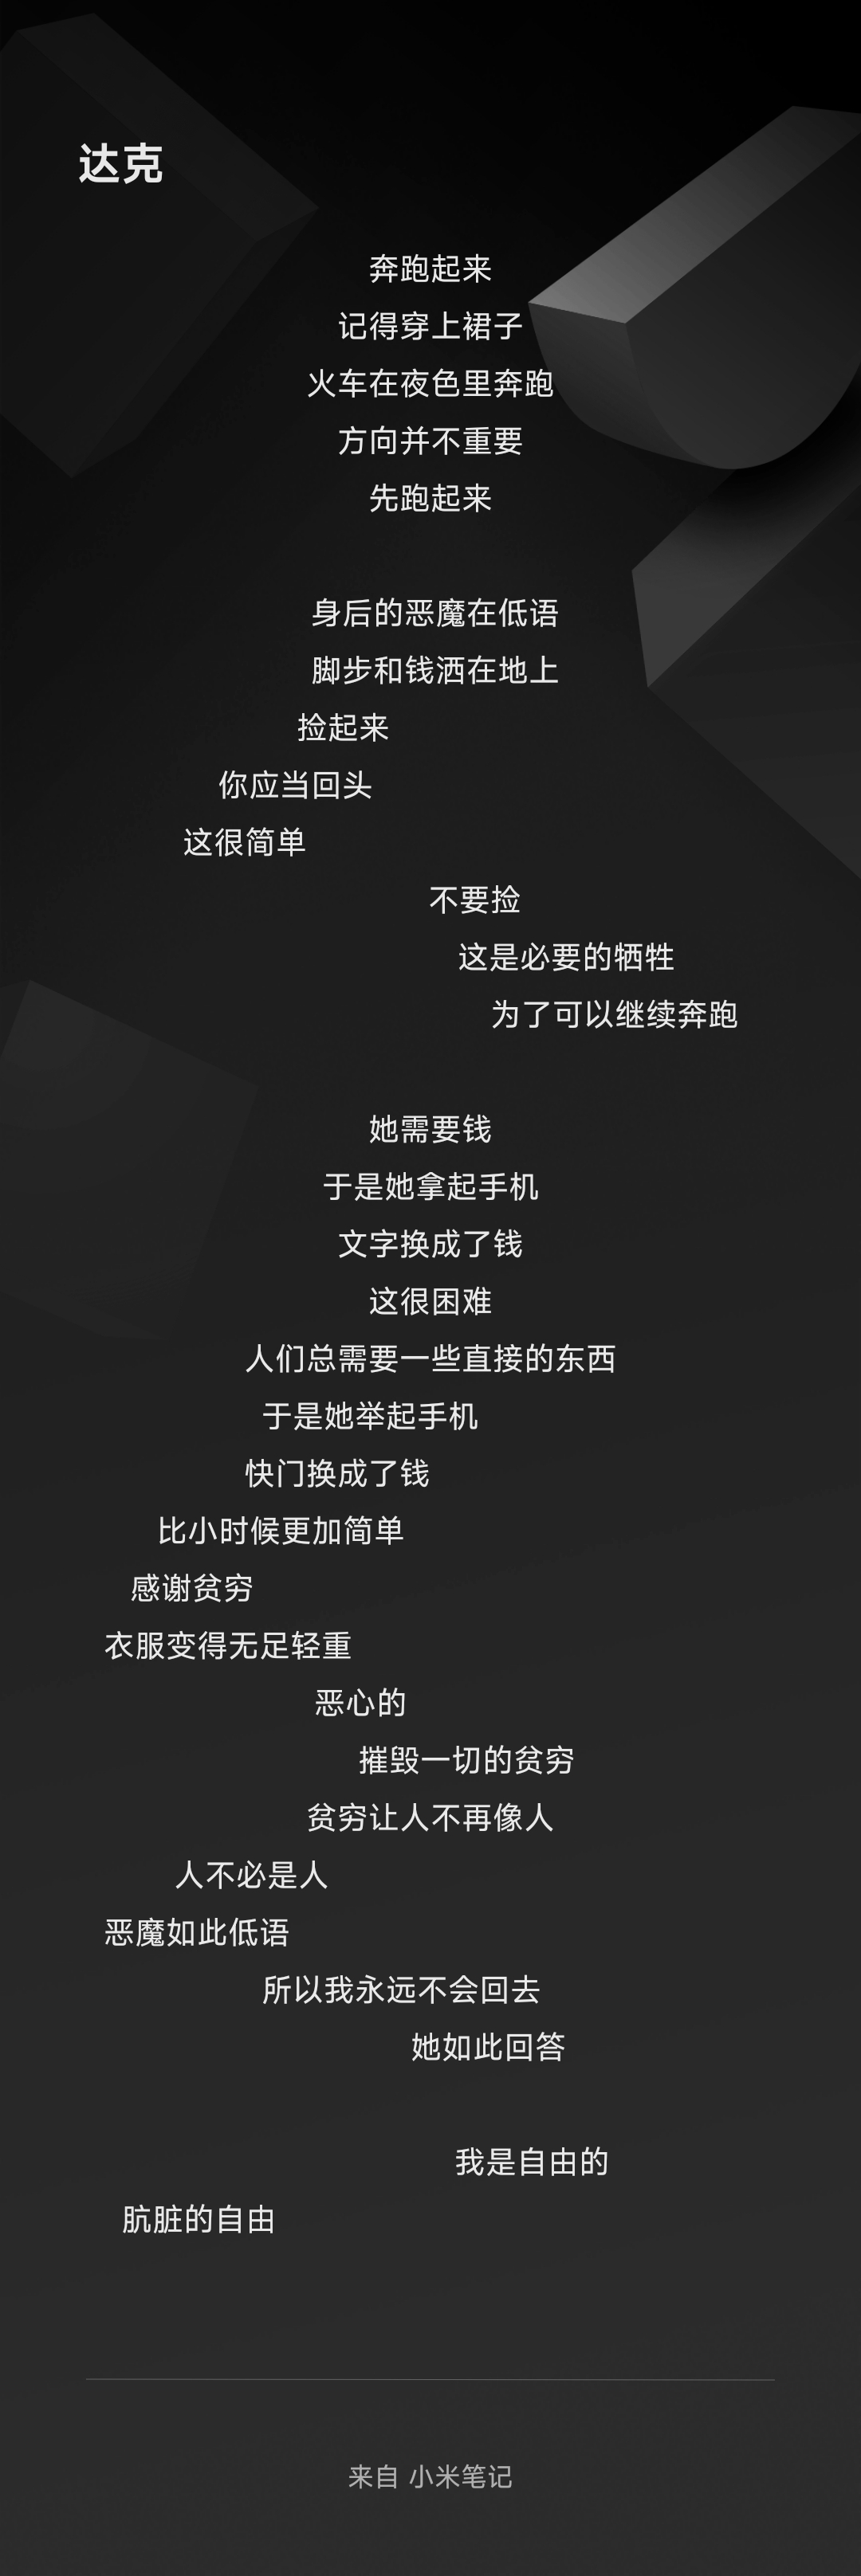 达克
奔跑起来
记得穿上裙子
火车在夜色里奔跑
方向并不重要
先跑起来
身后的恶魔在低语
脚步和钱洒在地上
捡起来
你应当回头
这很简单
不要捡
这是必要的牺牲
为了可以继续奔跑
她需要钱
于是她拿起手机
文字换成了钱
这很困难
人们总需要一些直接的东西
于是她举起手机
快门换成了钱
比小时候更加简单
感谢贫穷
衣服变得无足轻重
恶心的
摧毁一切的贫穷
贫穷让人不再像人
人不必是人
恶魔如此低语
所以我永远不会回去
她如此回答
我是自由的
肮脏的自由
来自 小米笔记